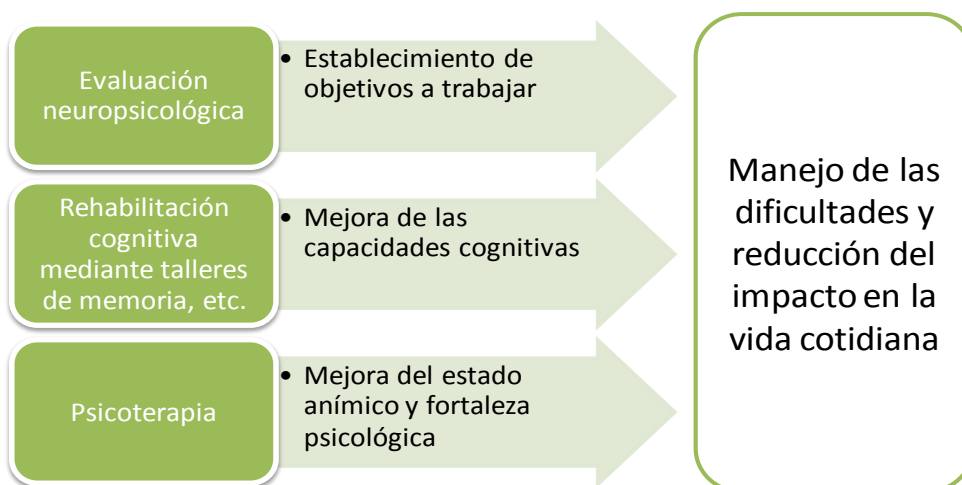 Evaluación
neuropsicológica
• Establecimiento de
objetivos a trabajar
Rehabilitación
cognitiva
mediante talleres
de memoria, etc.
• Mejora de las
capacidades cognitivas
Psicoterapia
• Mejora del estado
anímico y fortaleza
psicológica
Manejo de las
dificultades y
reducción del
impacto en la
vida cotidiana